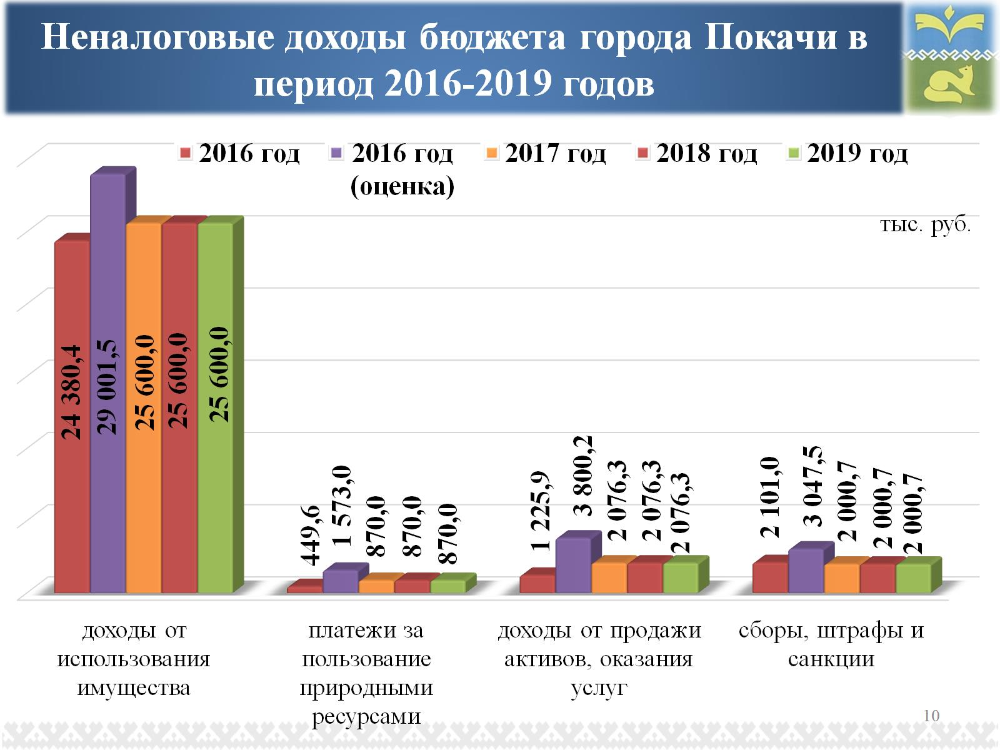 Неналоговые доходы бюджета города Покачи в
период 2016-2019 годов
2016 год
2016 год
(оценка)
2017 год
2018 год
2019 год
тыс. руб.
24 380,4
29 001,5
25 600,0
25 600,0
25 600,0
449,6
1 573,0
870,0
870,0
870,0
1 225,9
3 800,2
2 076,3
2 076,3
2 076,3
2 101,0
3 047,5
2 000,7
2 000,7
2 000,7
доходы от
использования
имущества
платежи за
пользование
природными
ресурсами
доходы от продажи
активов, оказания
услуг
сборы, штрафы и
санкции
10